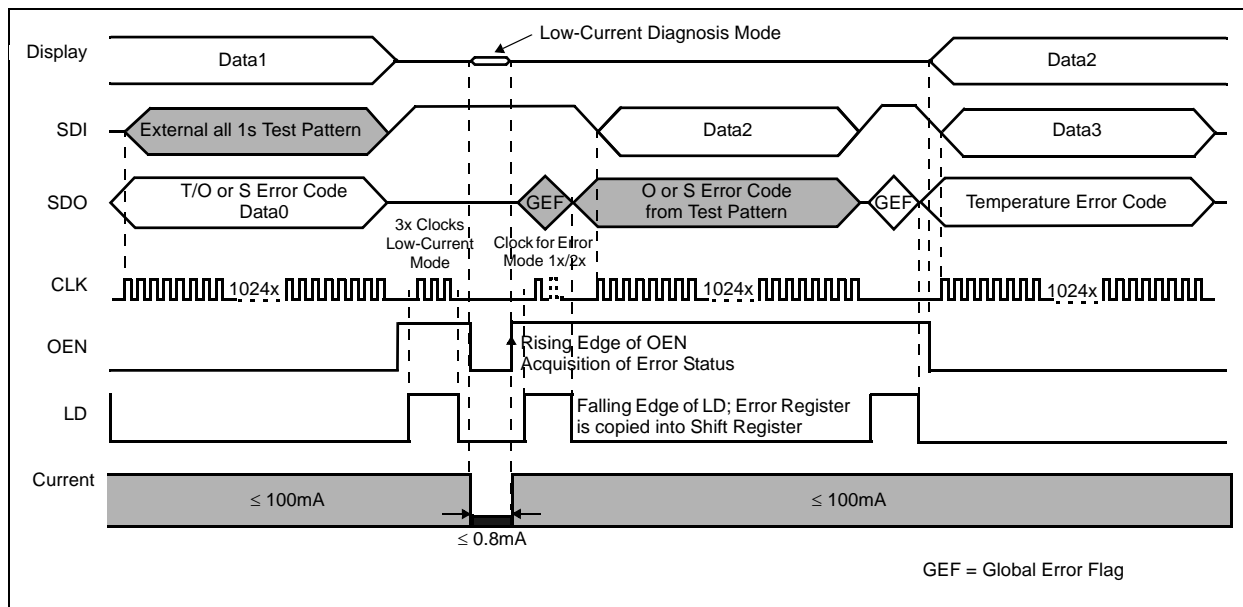 Low-Current Diagnosis Mode
Display
Data1
Data2
SDI
External all 1s Test Pattern
Data2
Data3
SDO
T/O or S Error Code
Data0
GEF
O or S Error Code
from Test Pattern
GEF
Temperature Error Code
3x Clocks
Low-Current
Mode
Clock for Error
Mode 1x/2x
CLK
1024x
1024x
1024x
OEN
Rising Edge of OEN
Acquisition of Error Status
LD
Falling Edge of LD; Error Register
is copied into Shift Register
Current
≤ 100mA
≤ 100mA
≤ 0.8mA
GEF = Global Error Flag